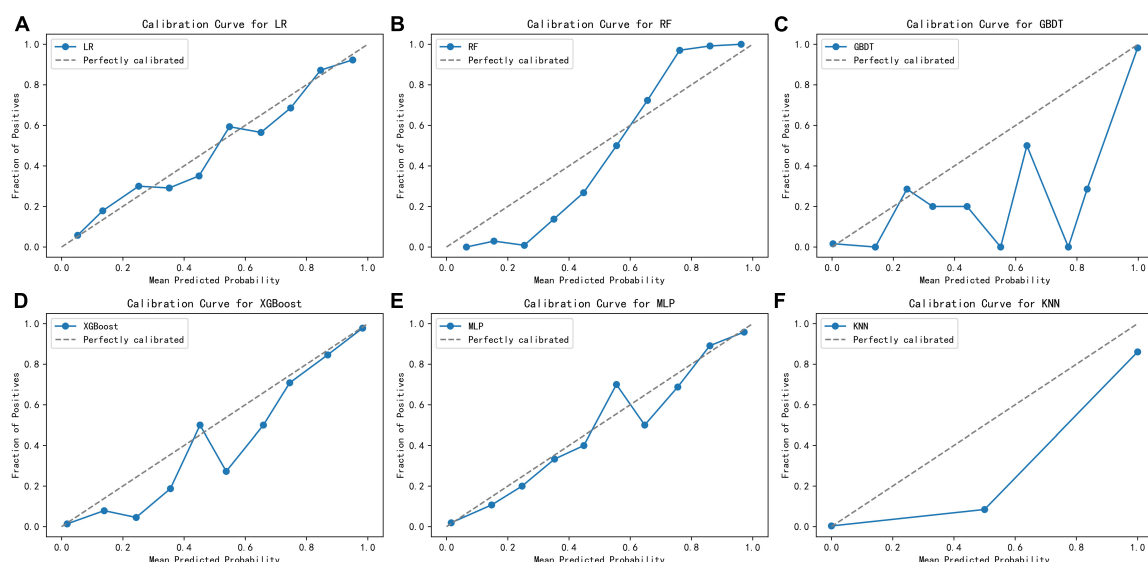 A
Calibration Curve for LR
LR
Perfectly calibrated
Fraction of Positives
1.0
0.8
0.6
0.4
0.2
0.0
0.0 0.2 0.4 0.6 0.8 1.0
Mean Predicted Probability
B
Calibration Curve for RF
RF
Perfectly calibrated
Fraction of Positives
1.0
0.8
0.6
0.4
0.2
0.0
0.0 0.2 0.4 0.6 0.8 1.0
Mean Predicted Probability
C
Calibration Curve for GBDT
GBDT
Perfectly calibrated
Fraction of Positives
1.0
0.8
0.6
0.4
0.2
0.0
0.0 0.2 0.4 0.6 0.8 1.0
Mean Predicted Probability
D
Calibration Curve for XGBoost
XGBoost
Perfectly calibrated
Fraction of Positives
1.0
0.8
0.6
0.4
0.2
0.0
0.0 0.2 0.4 0.6 0.8 1.0
Mean Predicted Probability
E
Calibration Curve for MLP
MLP
Perfectly calibrated
Fraction of Positives
1.0
0.8
0.6
0.4
0.2
0.0
0.0 0.2 0.4 0.6 0.8 1.0
Mean Predicted Probability
F
Calibration Curve for KNN
KNN
Perfectly calibrated
Fraction of Positives
1.0
0.8
0.6
0.4
0.2
0.0
0.0 0.2 0.4 0.6 0.8 1.0
Mean Predicted Probability